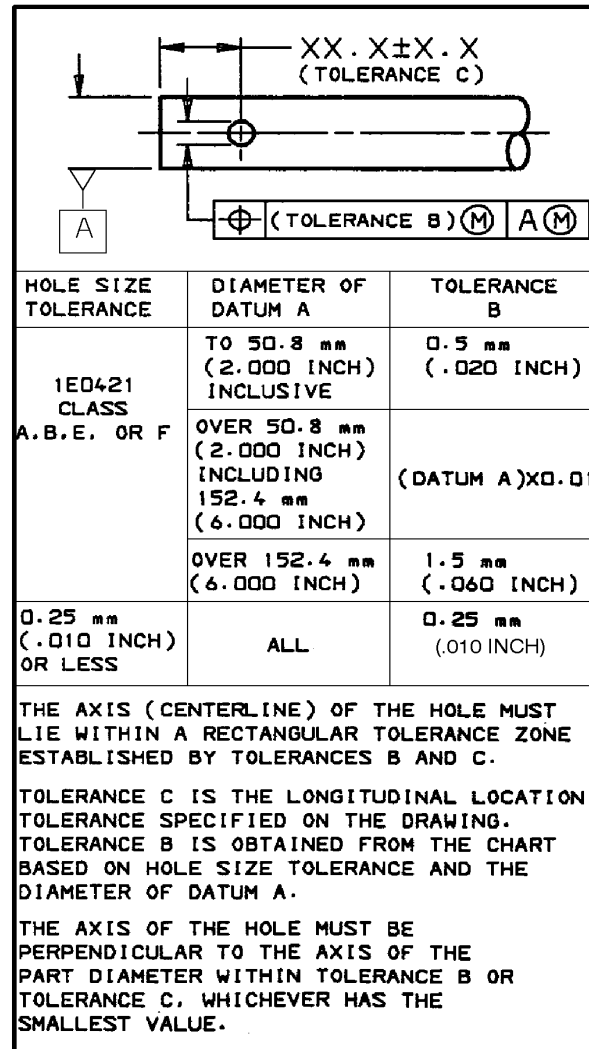 XX.X±X.X
(TOLERANCE C)
A
⌖ (TOLERANCE B)Ⓜ A Ⓜ
HOLE SIZE TOLERANCE
DIAMETER OF DATUM A
TOLERANCE B
1E0421
CLASS
A.B.E. OR F
TO 50.8 mm
(2.000 INCH)
INCLUSIVE
0.5 mm
(.020 INCH)
OVER 50.8 mm
(2.000 INCH)
INCLUDING
152.4 mm
(6.000 INCH)
(DATUM A)X0.01
OVER 152.4 mm
(6.000 INCH)
1.5 mm
(.060 INCH)
0.25 mm
(.010 INCH)
OR LESS
ALL
0.25 mm
(.010 INCH)
THE AXIS (CENTERLINE) OF THE HOLE MUST
LIE WITHIN A RECTANGULAR TOLERANCE ZONE
ESTABLISHED BY TOLERANCES B AND C.
TOLERANCE C IS THE LONGITUDINAL LOCATION
TOLERANCE SPECIFIED ON THE DRAWING.
TOLERANCE B IS OBTAINED FROM THE CHART
BASED ON HOLE SIZE TOLERANCE AND THE
DIAMETER OF DATUM A.
THE AXIS OF THE HOLE MUST BE
PERPENDICULAR TO THE AXIS OF THE
PART DIAMETER WITHIN TOLERANCE B OR
TOLERANCE C. WHICHEVER HAS THE
SMALLEST VALUE.